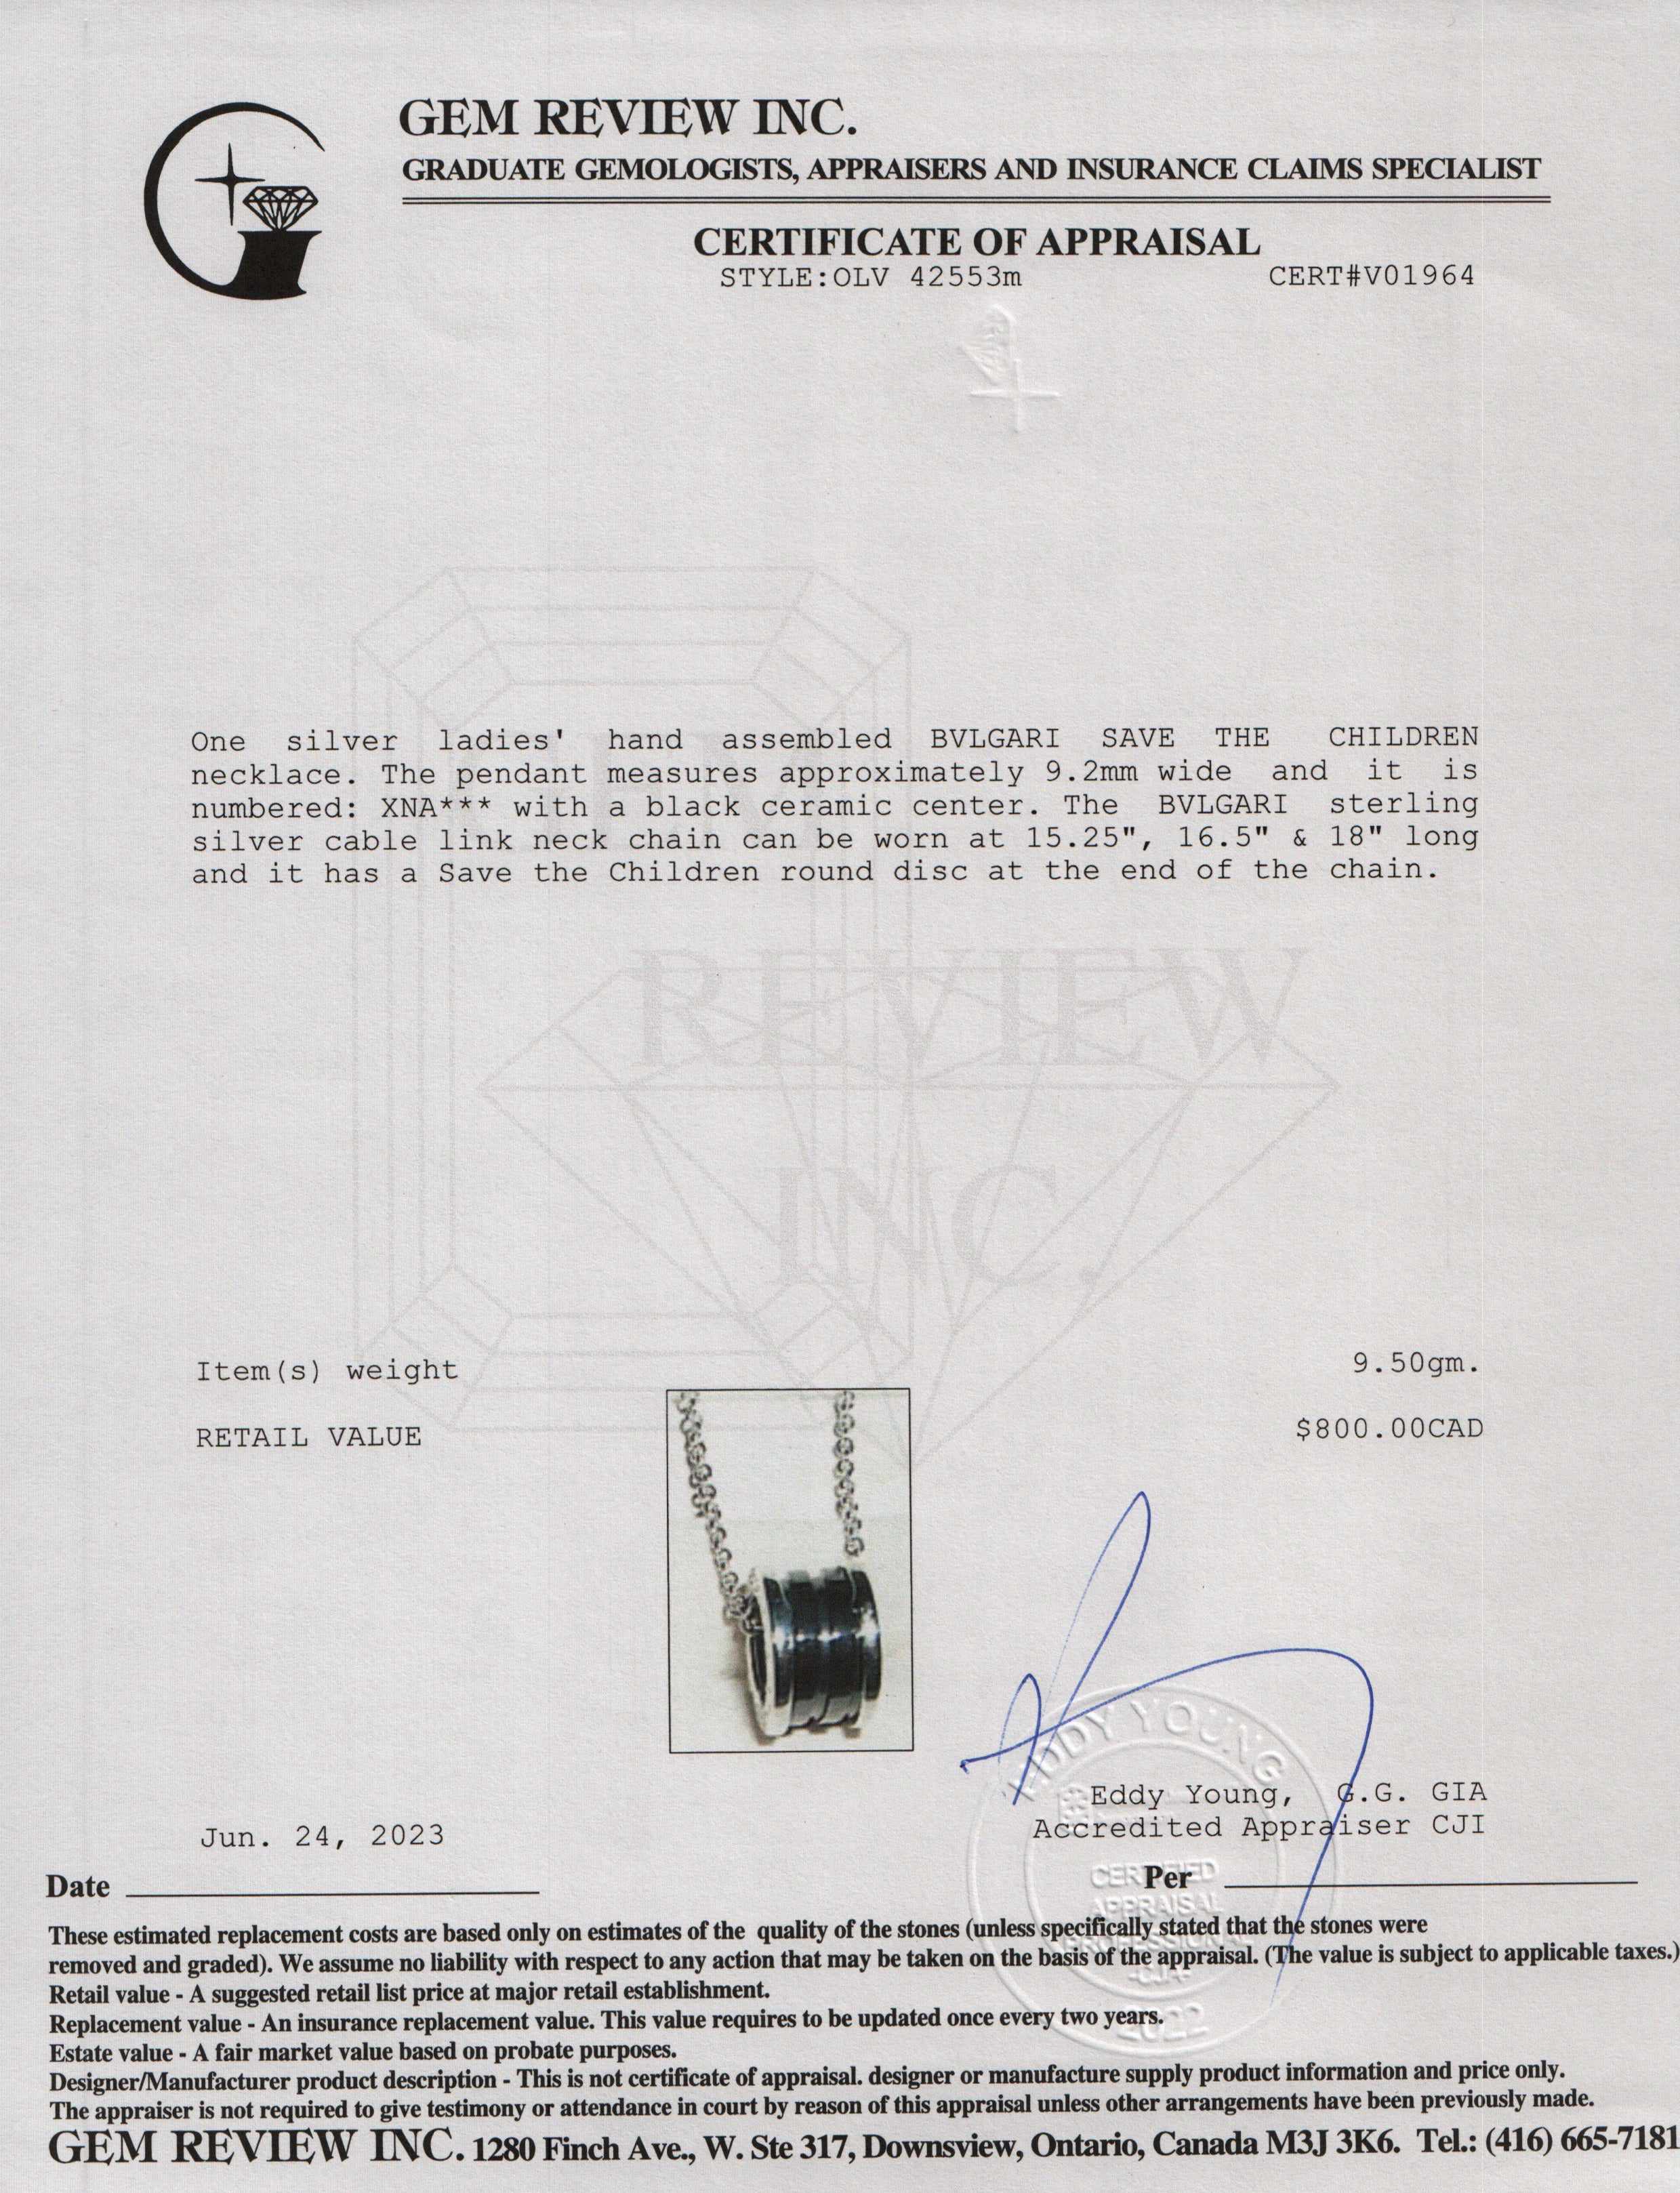 GEM REVIEW INC.
GRADUATE GEMOLOGISTS, APPRAISERS AND INSURANCE CLAIMS SPECIALIST
CERTIFICATE OF APPRAISAL
STYLE:OLV 42553m CERT#V01964
One silver ladies' hand assembled BVLGARI SAVE THE CHILDREN
necklace. The pendant measures approximately 9.2mm wide and it is
numbered: XNA*** with a black ceramic center. The BVLGARI sterling
silver cable link neck chain can be worn at 15.25", 16.5" & 18" long
and it has a Save the Children round disc at the end of the chain.
REVIEW
INC.
Item(s) weight 9.50gm.
RETAIL VALUE $800.00CAD
EDDY YOUNG
Eddy Young, G.G. GIA
Accredited Appraiser CJI
Jun. 24, 2023
CERTIFIED
APPRAISAL
PROFESSIONAL
-CJA-
2022
Date
Per
These estimated replacement costs are based only on estimates of the quality of the stones (unless specifically stated that the stones were
removed and graded). We assume no liability with respect to any action that may be taken on the basis of the appraisal. (The value is subject to applicable taxes.)
Retail value - A suggested retail list price at major retail establishment.
Replacement value - An insurance replacement value. This value requires to be updated once every two years.
Estate value - A fair market value based on probate purposes.
Designer/Manufacturer product description - This is not certificate of appraisal. designer or manufacture supply product information and price only.
The appraiser is not required to give testimony or attendance in court by reason of this appraisal unless other arrangements have been previously made.
GEM REVIEW INC. 1280 Finch Ave., W. Ste 317, Downsview, Ontario, Canada M3J 3K6. Tel.: (416) 665-7181